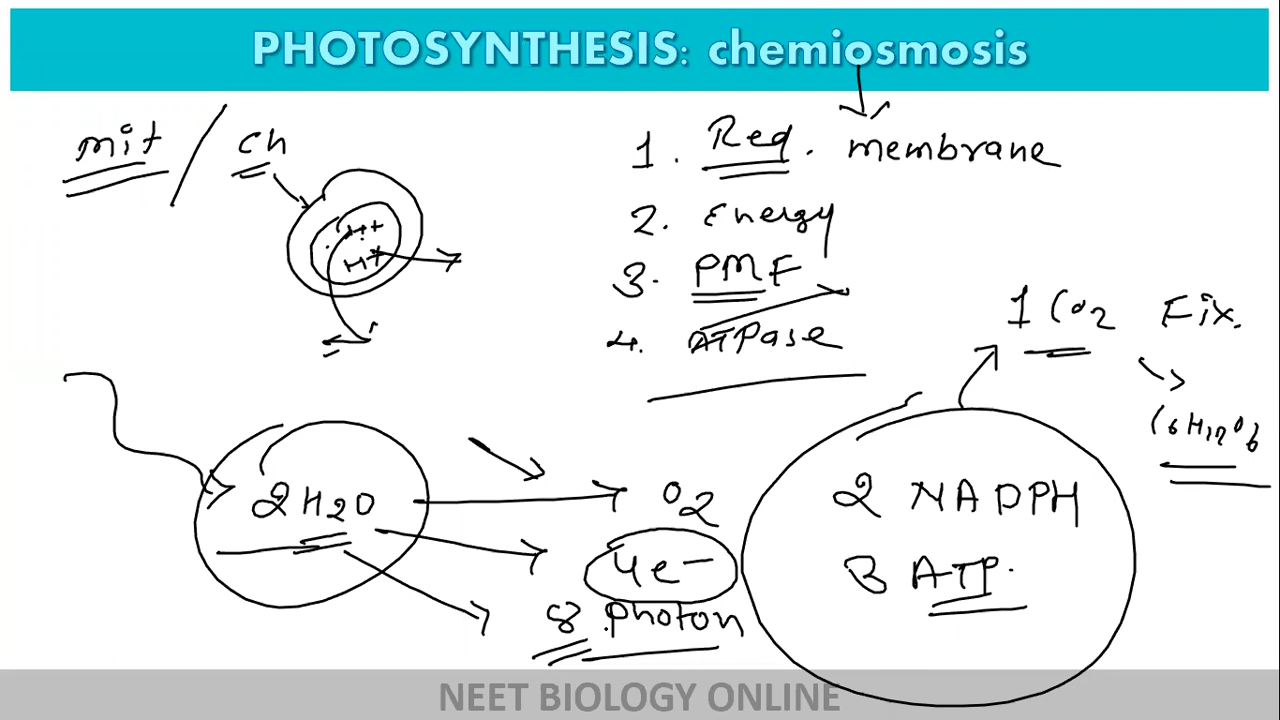 PHOTOSYNTHESIS: chemiosmosis
mit / ch
H+
H+
1. Req. membrane
2. Energy
3. PMF
4. ATPase
1 CO2 Fix.
C6H12O6
2H2O
O2
4e-
8 photon
2 NADPH
3 ATP.
NEET BIOLOGY ONLINE